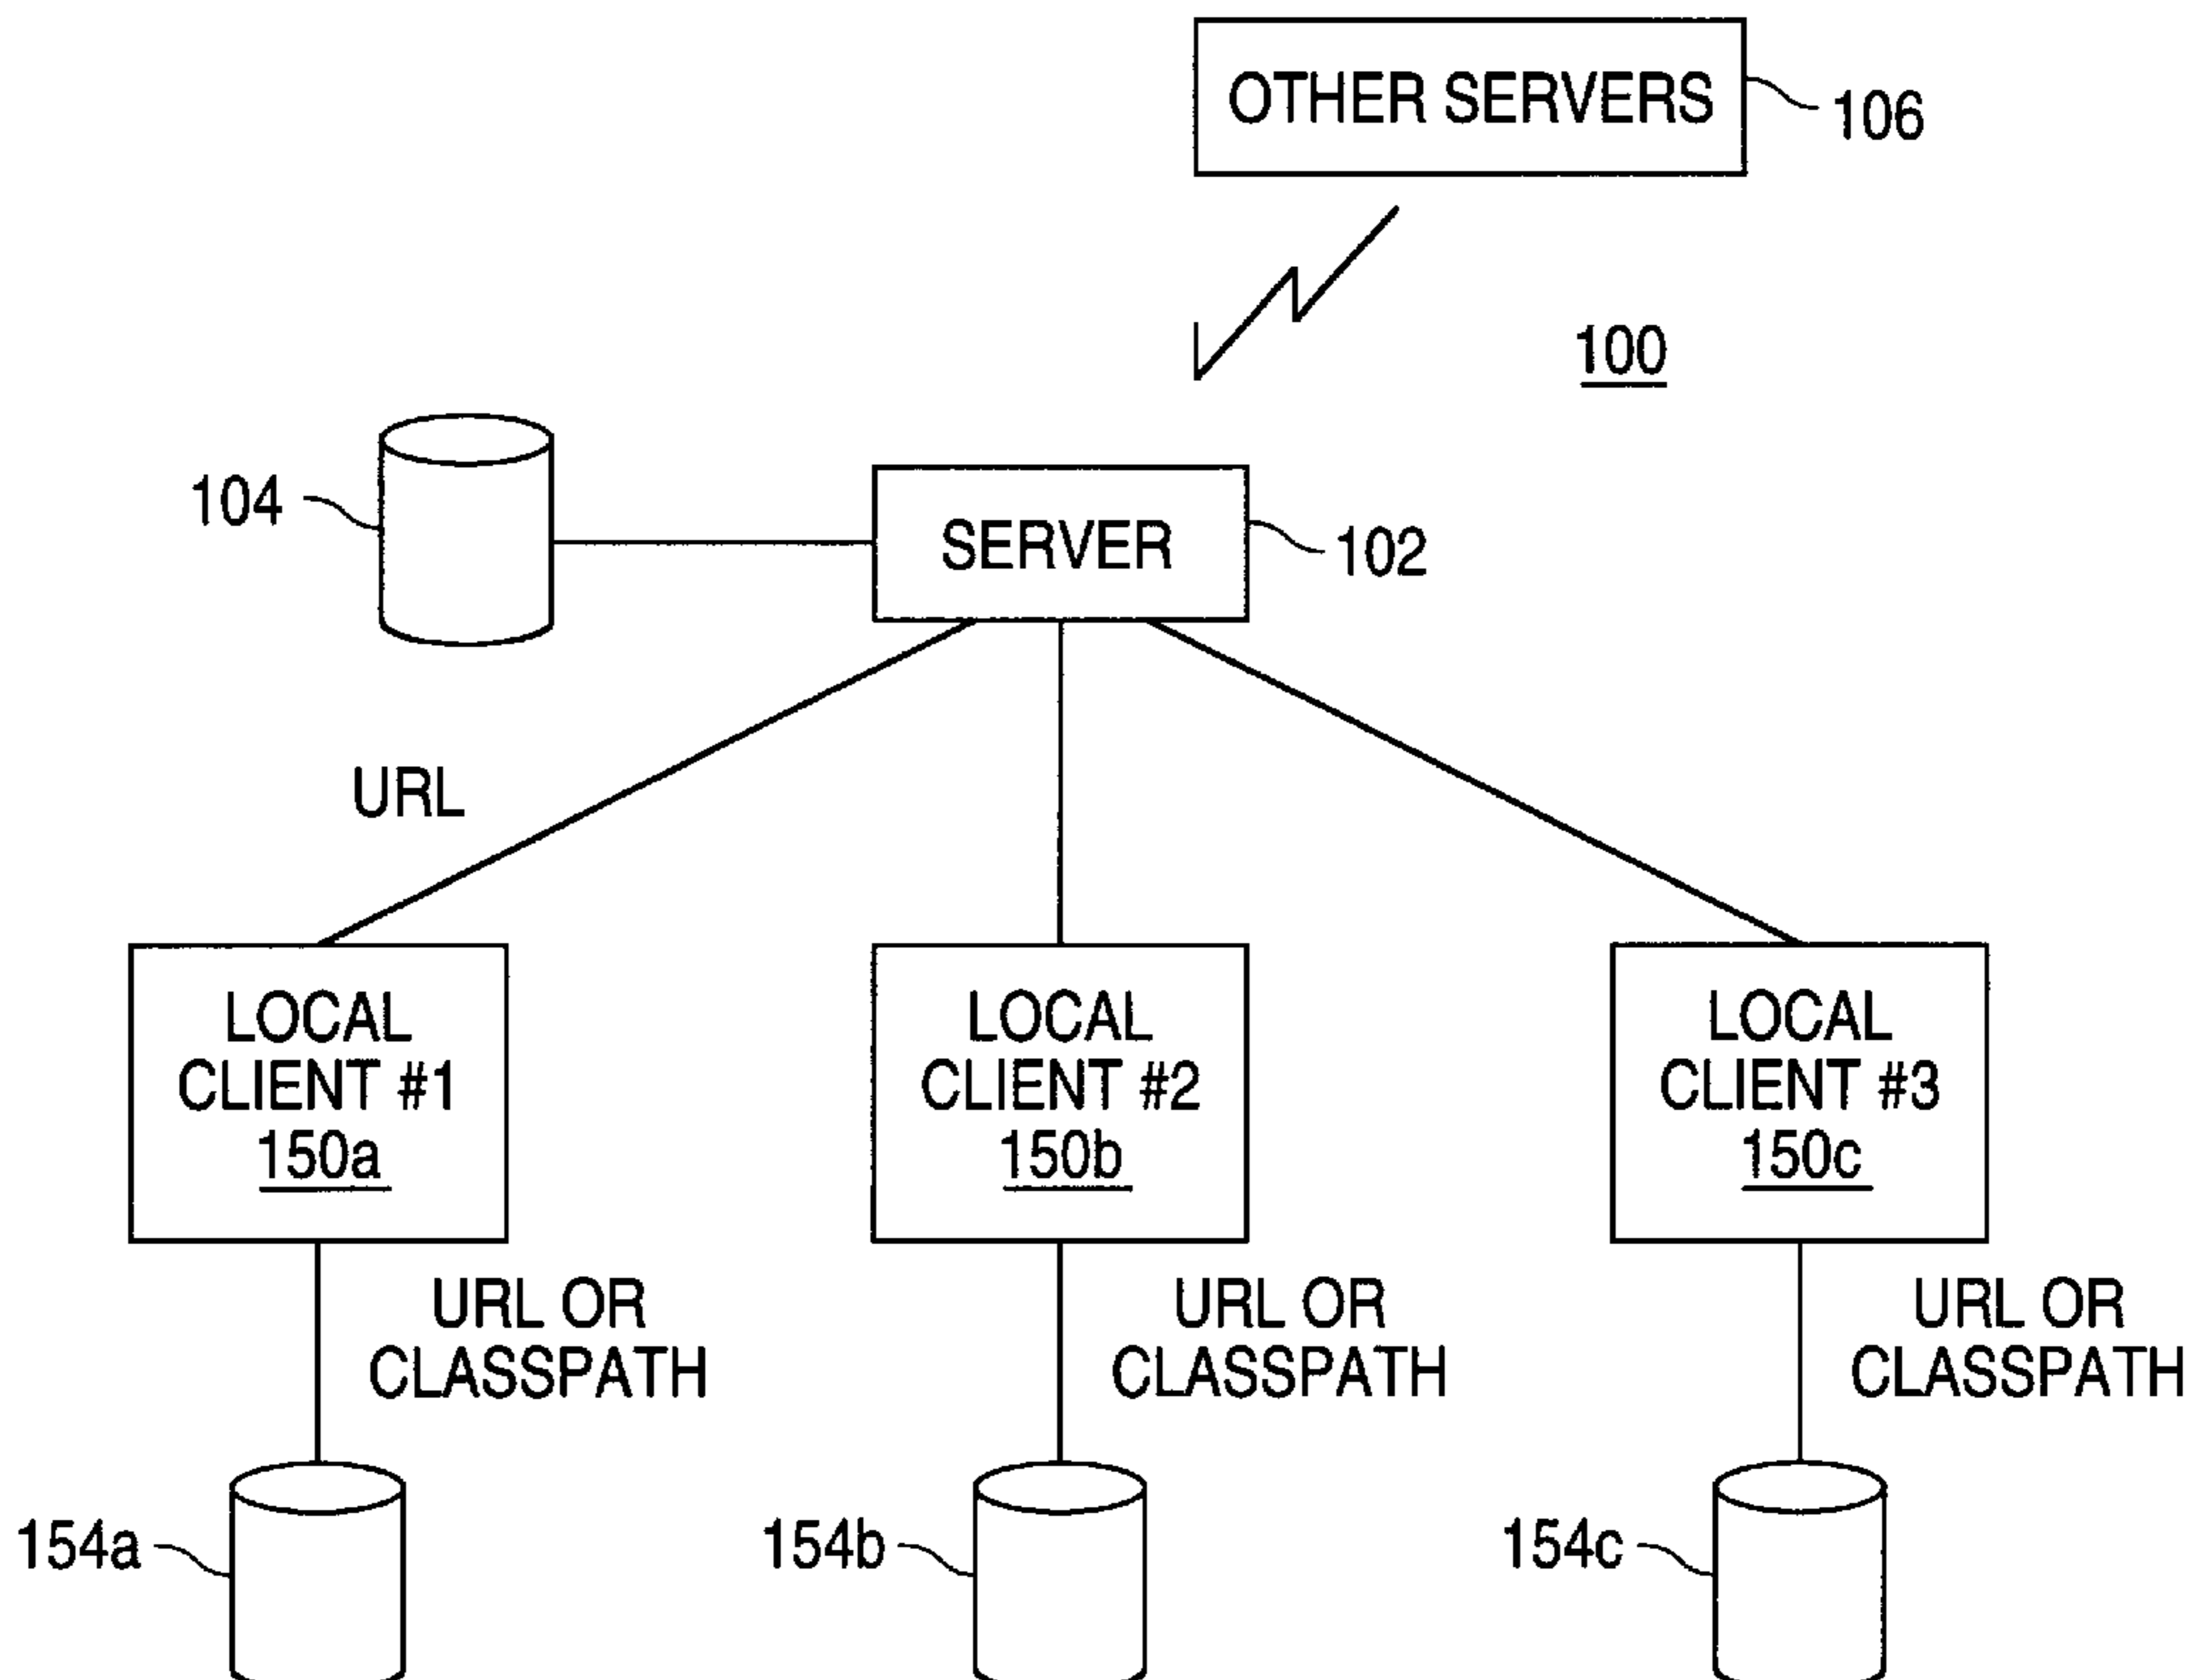 OTHER SERVERS
106
100
104
SERVER
102
URL
LOCAL
CLIENT #1
150a
LOCAL
CLIENT #2
150b
LOCAL
CLIENT #3
150c
URL OR
CLASSPATH
URL OR
CLASSPATH
URL OR
CLASSPATH
154a
154b
154c